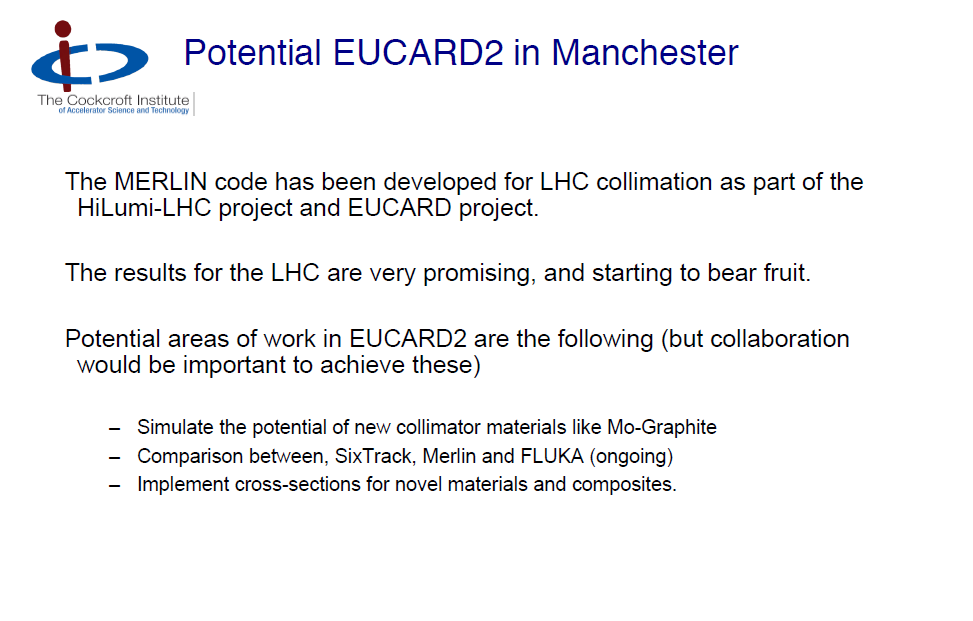 Potential EUCARD2 in Manchester
The Cockcroft Institute
of Accelerator Science and Technology
The MERLIN code has been developed for LHC collimation as part of the
HiLumi-LHC project and EUCARD project.
The results for the LHC are very promising, and starting to bear fruit.
Potential areas of work in EUCARD2 are the following (but collaboration
would be important to achieve these)
– Simulate the potential of new collimator materials like Mo-Graphite
– Comparison between, SixTrack, Merlin and FLUKA (ongoing)
– Implement cross-sections for novel materials and composites.